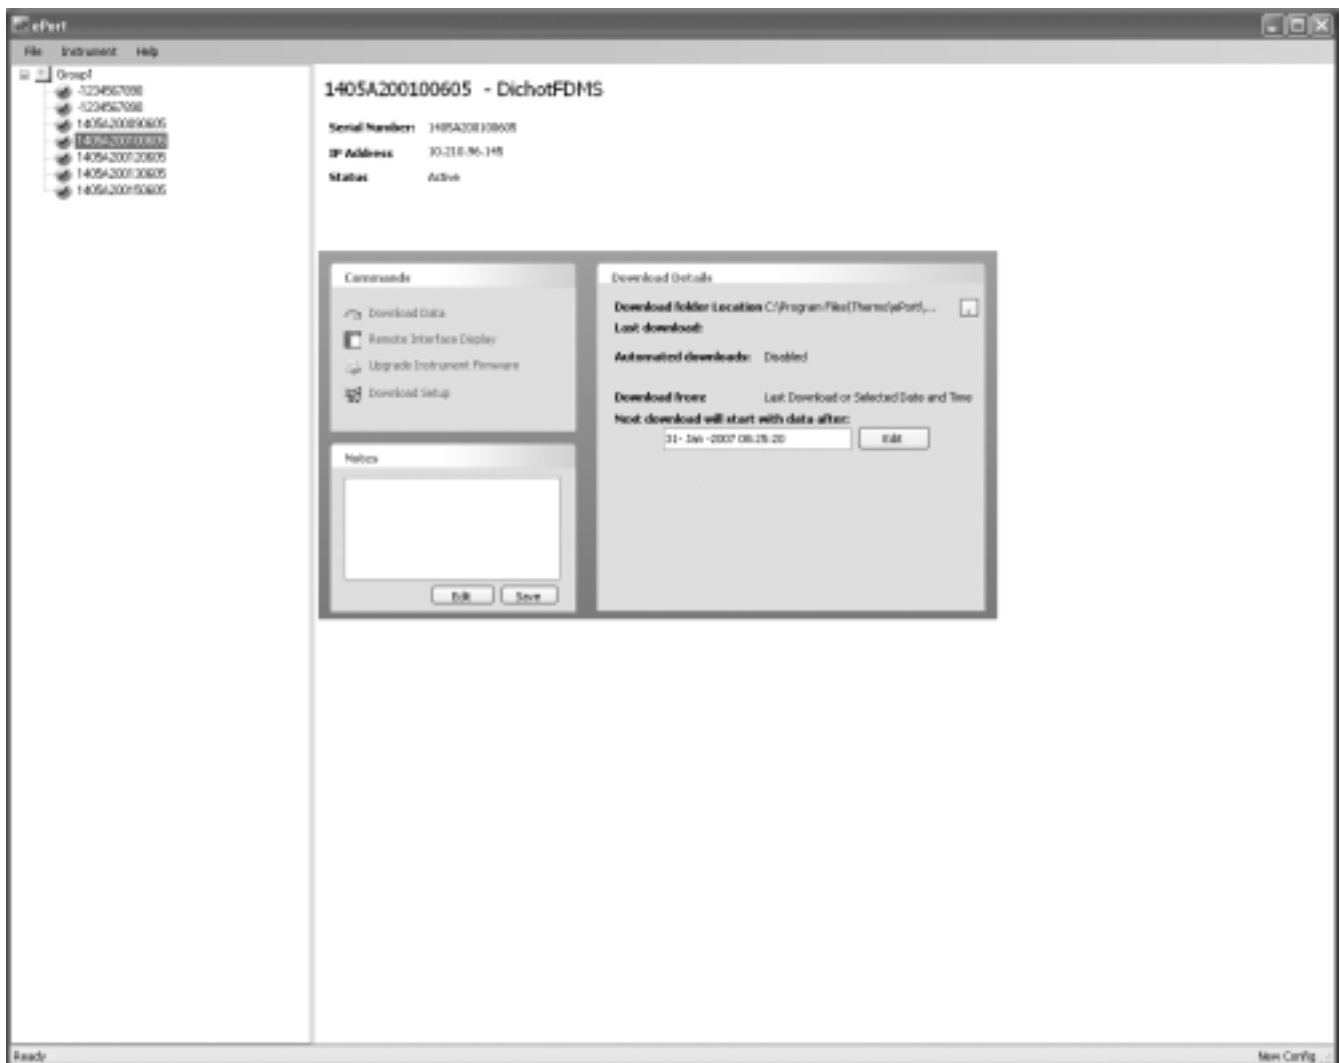 ePort
File Instrument Help
Group1
-1234567890
-1234567890
1405A200090605
1405A200100605
1405A200120605
1405A200130605
1405A200150605
1405A200100605 - DichotFDMS
Serial Number: 1405A200100605
IP Address 10.210.96.145
Status Active
Commands
Download Data
Remote Interface Display
Upgrade Instrument Firmware
Download Setup
Notes
Edit Save
Download Details
Download folder Location C:\Program Files\Thermo\ePort\,...
Last download:
Automated downloads: Disabled
Download from: Last Download or Selected Date and Time
Next download will start with data after:
31- Jan -2007 08:25:20 Edit
Ready New Config